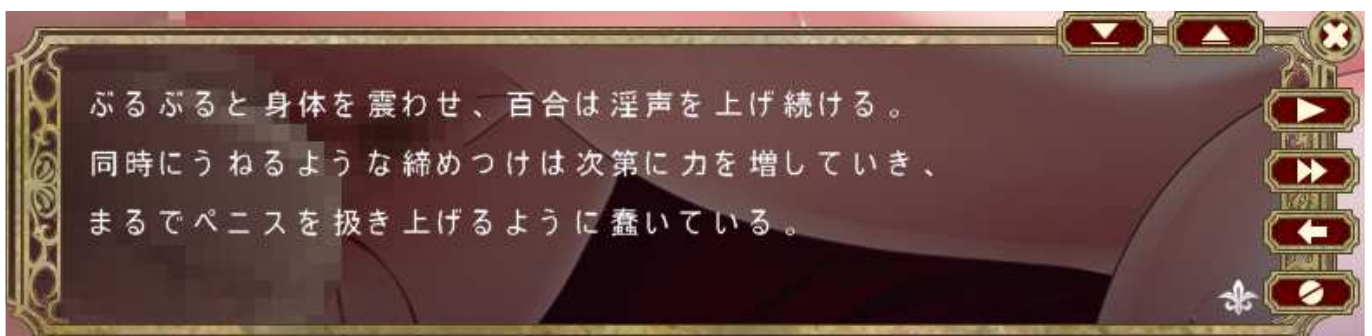 ぶるぶると身体を震わせ、百合は淫声を上げ続ける。
同時にうねるような締めつけは次第に力を増していき、
まるでペニスを扱き上げるように蠢いている。